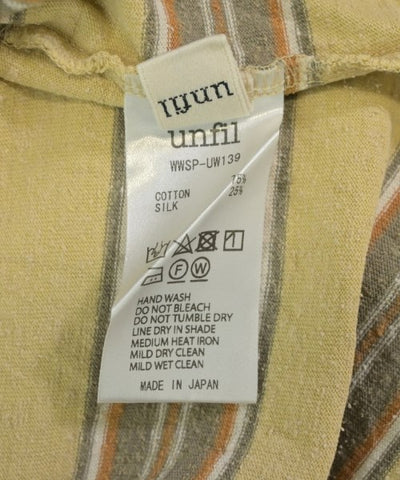 unfil
unfil
WWSP-UW139
COTTON 75%
SILK 25%
F W
HAND WASH
DO NOT BLEACH
DO NOT TUMBLE DRY
LINE DRY IN SHADE
MEDIUM HEAT IRON
MILD DRY CLEAN
MILD WET CLEAN
MADE IN JAPAN